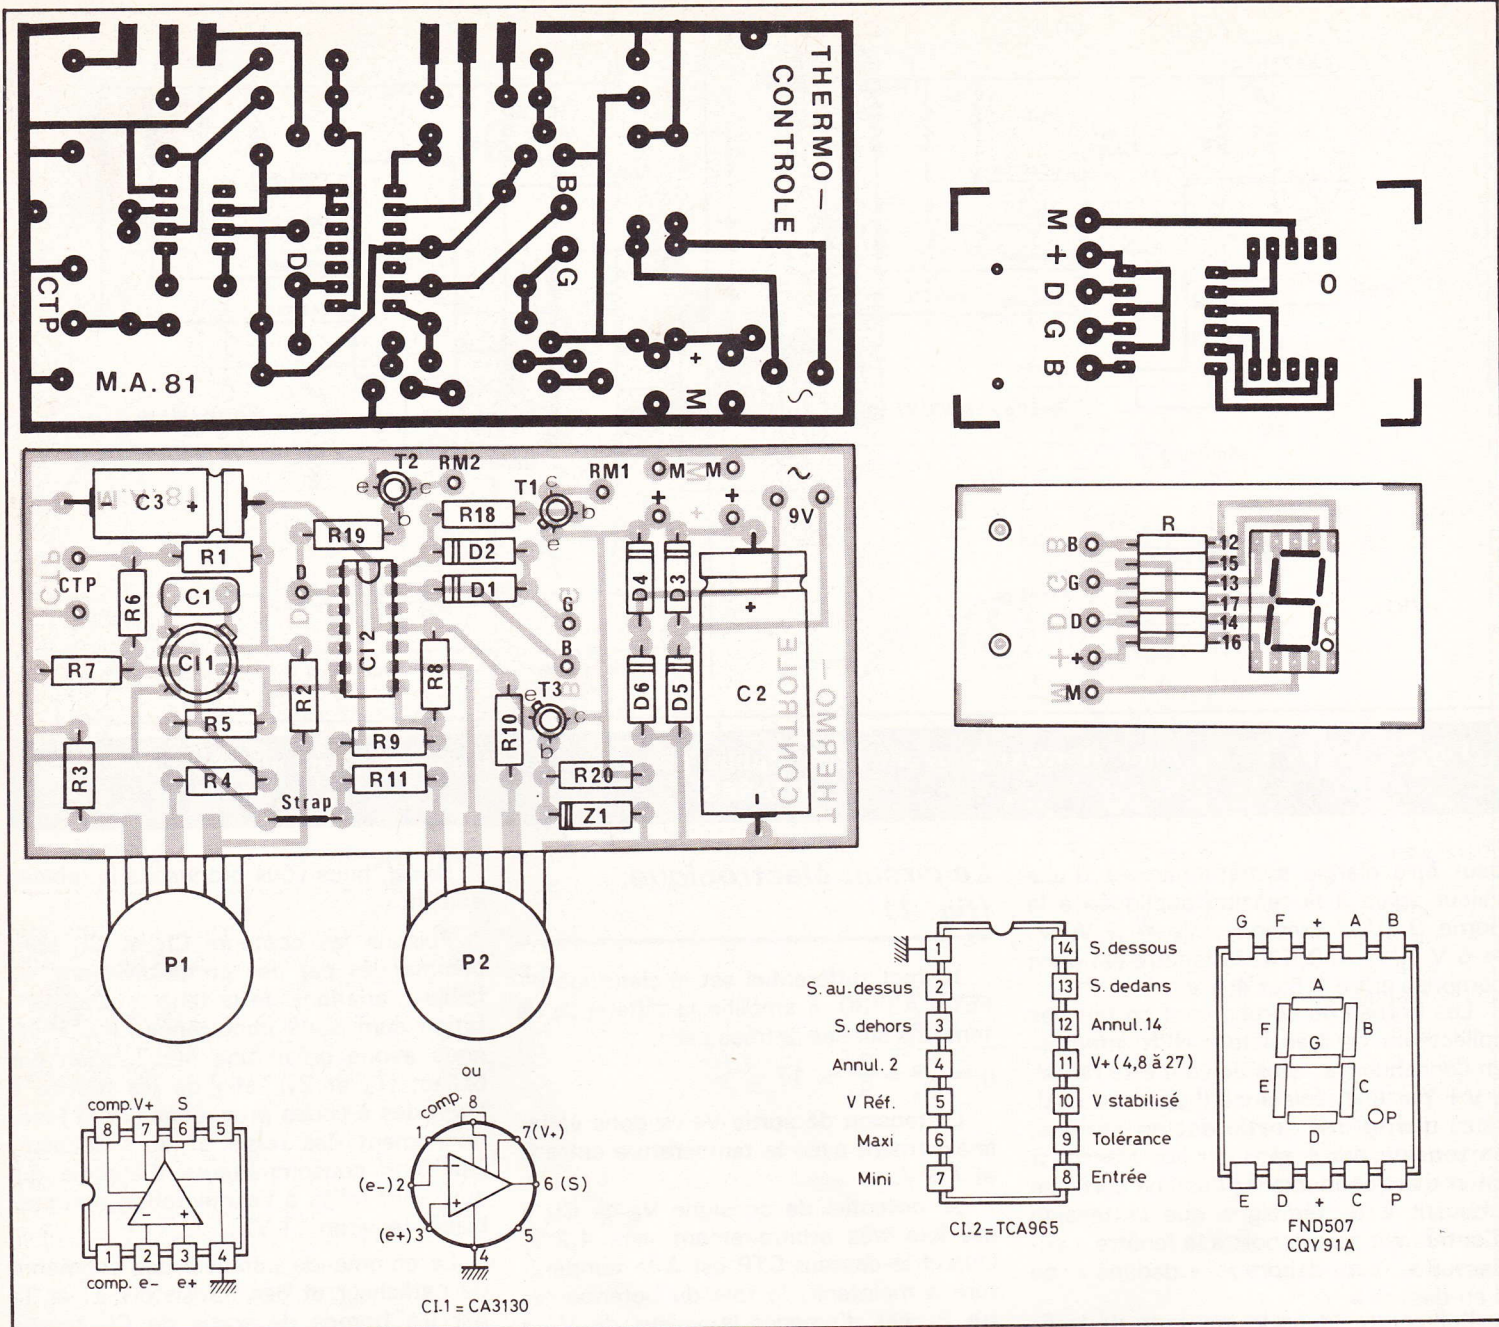 THERMO—
CONTROLE
B
D
G
CTP
M.A. 81
+
M
~
M
+
D
G
B
O
T2
RM2
RM1
M
M
~
e
c
T1
c
C3
-
+
b
b
+
+
9V
R19
R18
e
R1
D2
CTP
R6
C1
D
D1
D4
D3
G
B
CI1
CI2
R8
R7
R2
T3
e
c
b
D6
D5
+
C2
-
R5
R10
R9
R3
R4
R11
R20
Strap
Z1
CONTROLE
THERMO—
M.A.81
CTP
P1
P2
R
B
12
15
G
13
17
D
14
16
+
M
1
14
S. dessous
S. au. dessus
2
13
S. dedans
S. dehors
3
12
Annul. 14
Annul. 2
4
11
V+(4,8 à 27)
V Réf.
5
10
V stabilisé
Maxi
6
9
Tolérance
Mini
7
8
Entrée
CI.2=TCA965
G F + A B
A
F B
G
E C
P
D
E D + C P
FND507
CQY91A
comp. V+ S
8 7 6 5
- +
1 2 3 4
comp. e- e+
ou
comp. 8
1
7(V+)
(e-) 2
6 (S)
(e+) 3
5
4
CI.1 = CA3130